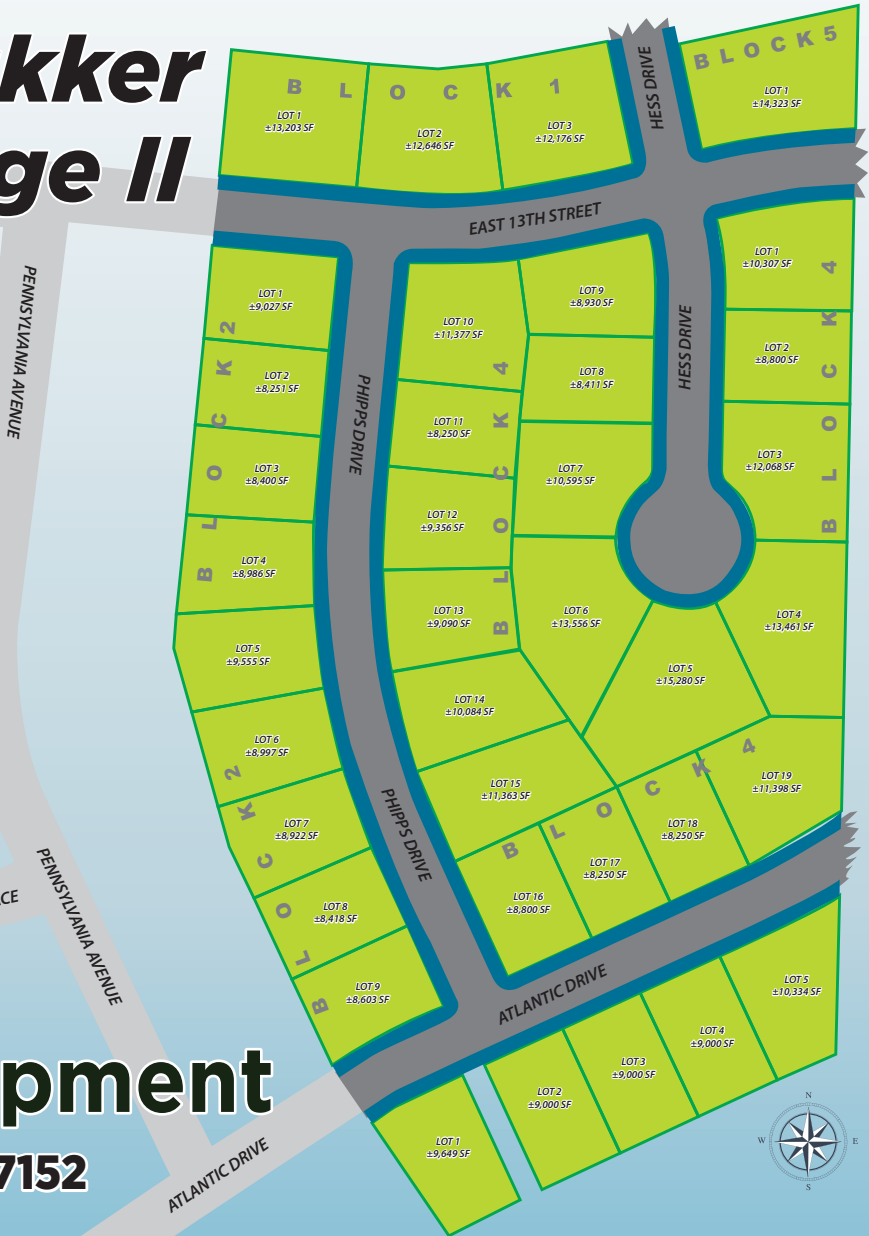 kker
ge II
BLOCK 1
LOT 1
±13,203 SF
LOT 2
±12,646 SF
LOT 3
±12,176 SF
HESS DRIVE
BLOCK 5
LOT 1
±14,323 SF
EAST 13TH STREET
PENNSYLVANIA AVENUE
BLOCK 2
LOT 1
±9,027 SF
LOT 2
±8,251 SF
LOT 3
±8,400 SF
LOT 4
±8,986 SF
LOT 5
±9,555 SF
BLOCK 2
LOT 6
±8,997 SF
LOT 7
±8,922 SF
LOT 8
±8,418 SF
LOT 9
±8,603 SF
PHIPPS DRIVE
PHIPPS DRIVE
BLOCK 4
LOT 10
±11,377 SF
LOT 11
±8,250 SF
LOT 12
±9,356 SF
LOT 13
±9,090 SF
LOT 14
±10,084 SF
LOT 15
±11,363 SF
LOT 9
±8,930 SF
LOT 8
±8,411 SF
LOT 7
±10,595 SF
LOT 6
±13,556 SF
LOT 5
±15,280 SF
HESS DRIVE
BLOCK 4
LOT 1
±10,307 SF
LOT 2
±8,800 SF
LOT 3
±12,068 SF
LOT 4
±13,461 SF
BLOCK 4
LOT 16
±8,800 SF
LOT 17
±8,250 SF
LOT 18
±8,250 SF
LOT 19
±11,398 SF
ATLANTIC DRIVE
LOT 1
±9,649 SF
LOT 2
±9,000 SF
LOT 3
±9,000 SF
LOT 4
±9,000 SF
LOT 5
±10,334 SF
CE
PENNSYLVANIA AVENUE
pment
7152
ATLANTIC DRIVE
N
W
E
S